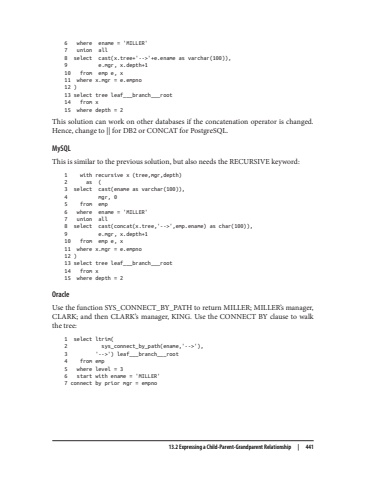 6 where ename = 'MILLER'
7 union all
8 select cast(x.tree+'-->'+e.ename as varchar(100)),
9 e.mgr, x.depth+1
10 from emp e, x
11 where x.mgr = e.empno
12 )
13 select tree leaf___branch___root
14 from x
15 where depth = 2
This solution can work on other databases if the concatenation operator is changed.
Hence, change to || for DB2 or CONCAT for PostgreSQL.
MySQL
This is similar to the previous solution, but also needs the RECURSIVE keyword:
1 with recursive x (tree,mgr,depth)
2 as (
3 select cast(ename as varchar(100)),
4 mgr, 0
5 from emp
6 where ename = 'MILLER'
7 union all
8 select cast(concat(x.tree,'-->',emp.ename) as char(100)),
9 e.mgr, x.depth+1
10 from emp e, x
11 where x.mgr = e.empno
12 )
13 select tree leaf___branch___root
14 from x
15 where depth = 2
Oracle
Use the function SYS_CONNECT_BY_PATH to return MILLER; MILLER's manager,
CLARK; and then CLARK's manager, KING. Use the CONNECT BY clause to walk
the tree:
1 select ltrim(
2 sys_connect_by_path(ename,'-->'),
3 '-->') leaf___branch___root
4 from emp
5 where level = 3
6 start with ename = 'MILLER'
7 connect by prior mgr = empno
13.2 Expressing a Child-Parent-Grandparent Relationship | 441